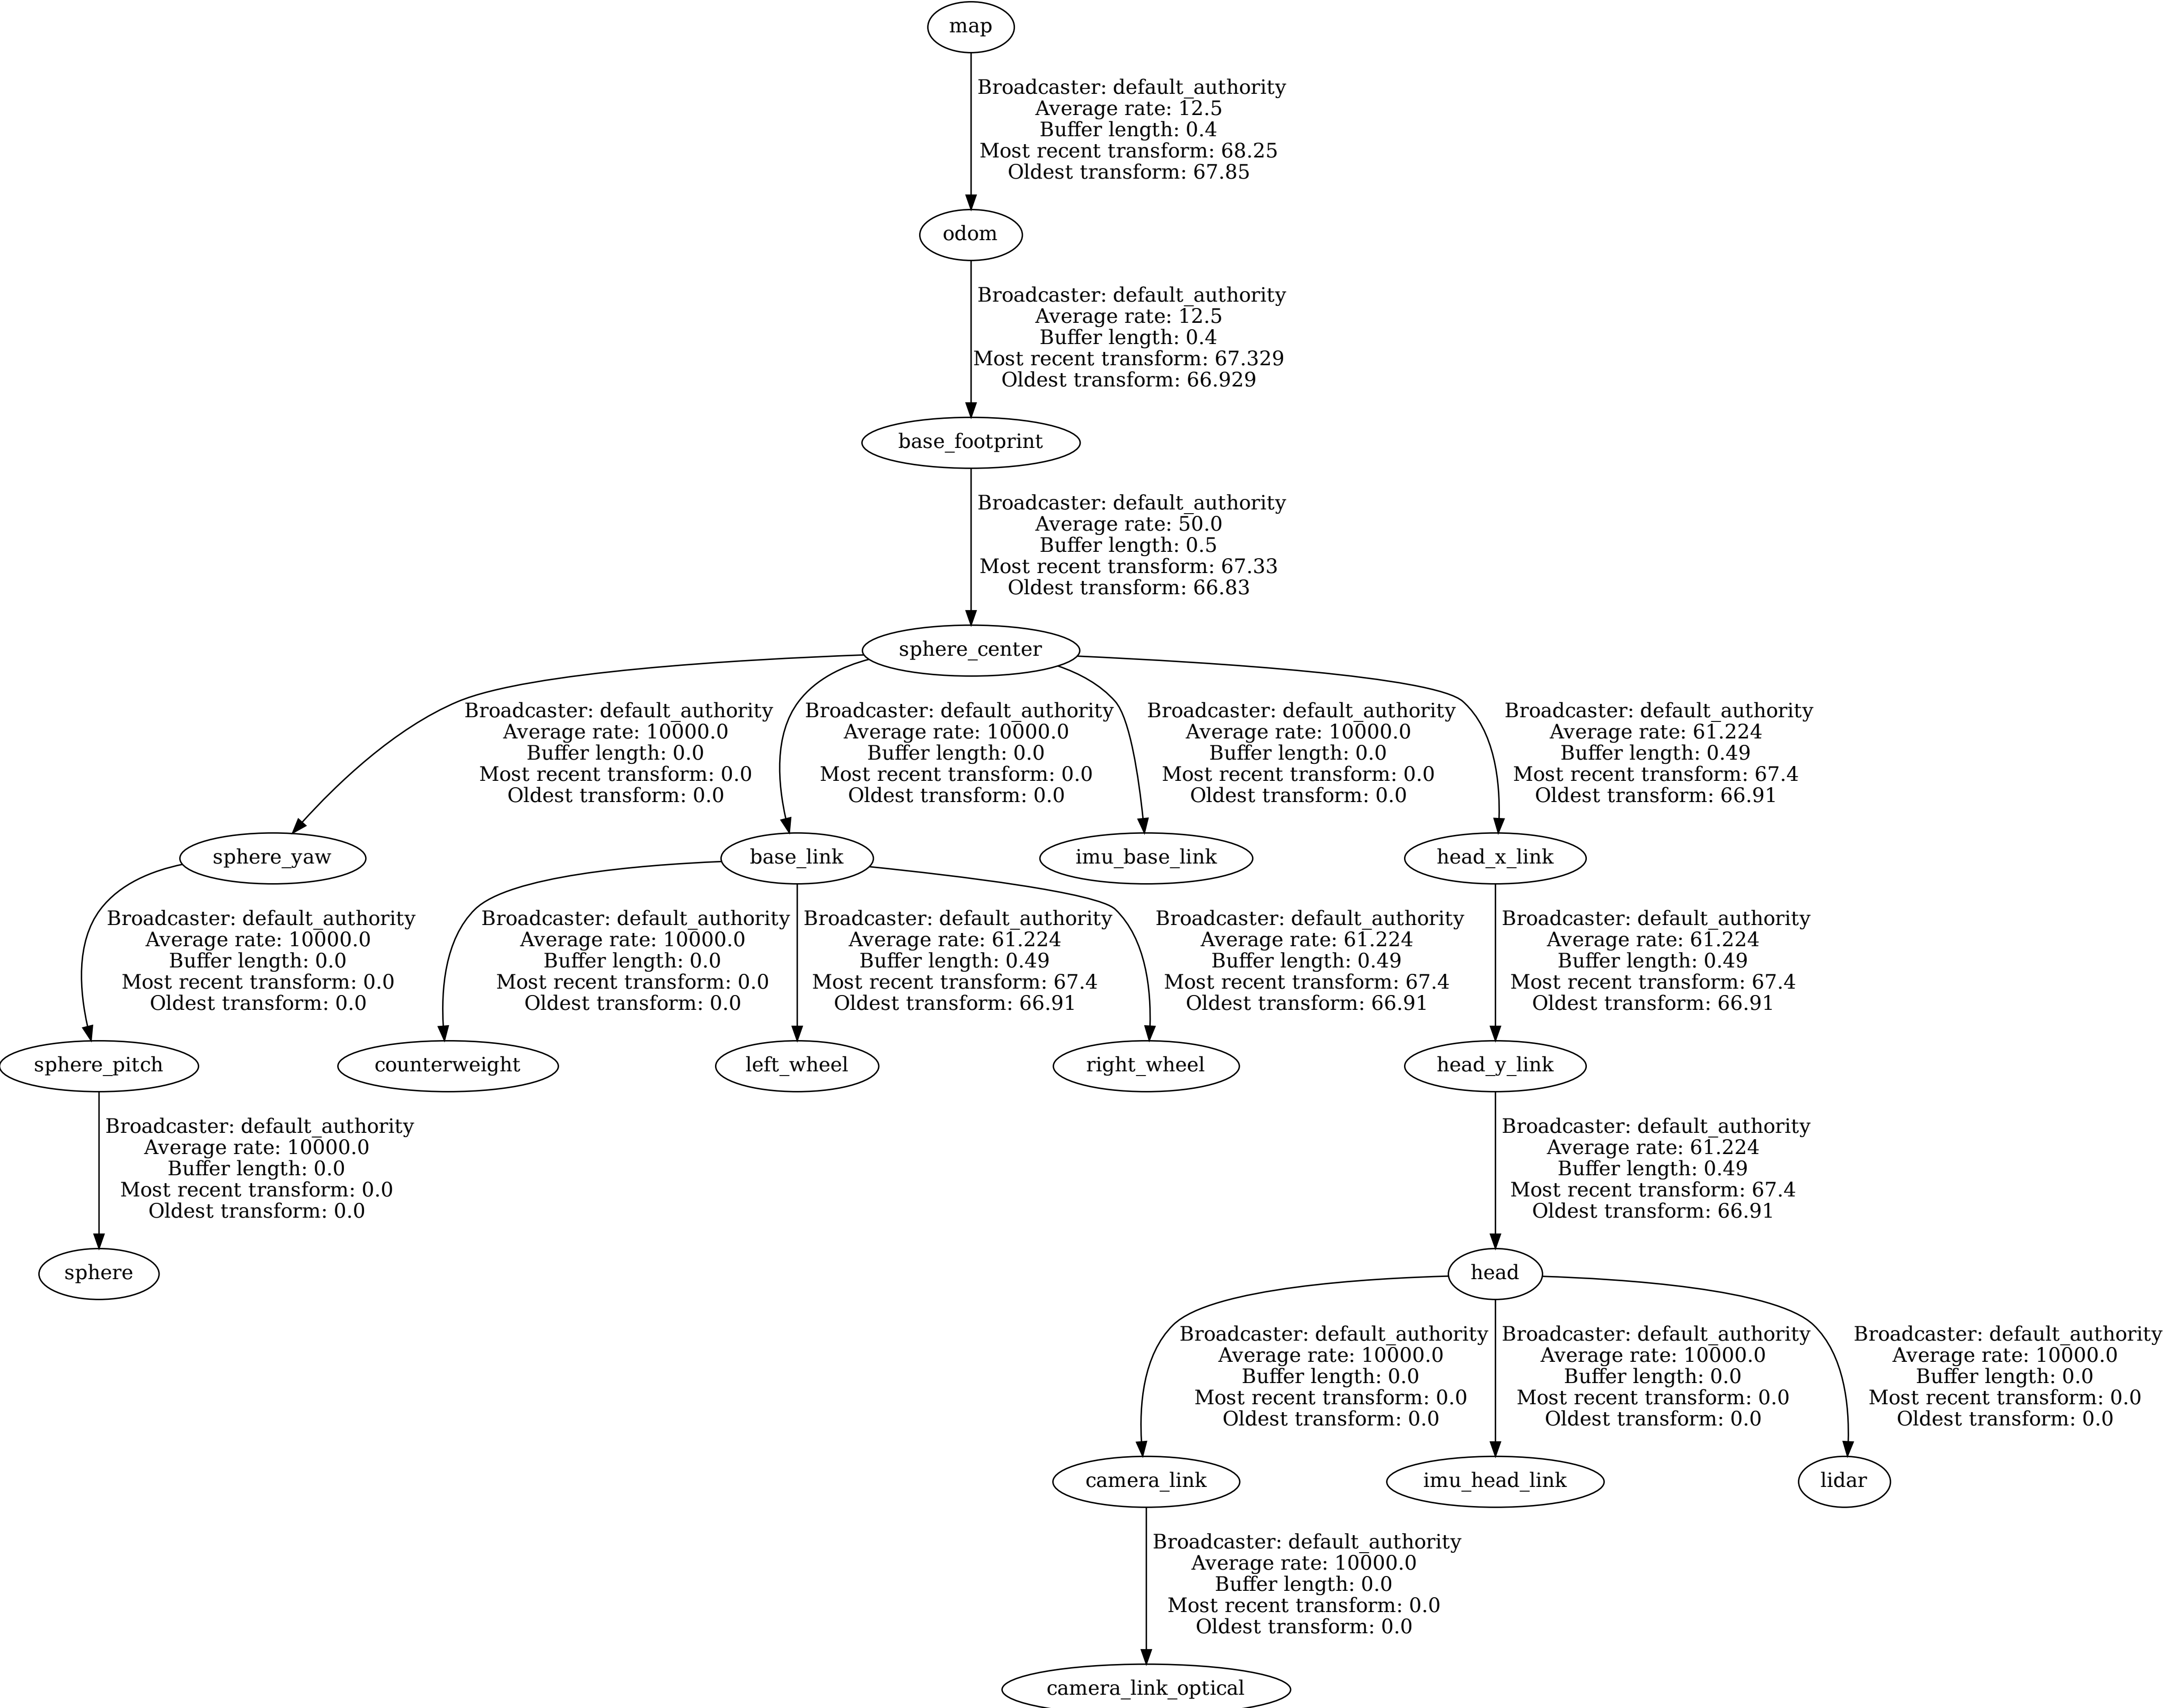 map
Broadcaster: default_authority
Average rate: 12.5
Buffer length: 0.4
Most recent transform: 68.25
Oldest transform: 67.85
odom
Broadcaster: default_authority
Average rate: 12.5
Buffer length: 0.4
Most recent transform: 67.329
Oldest transform: 66.929
base_footprint
Broadcaster: default_authority
Average rate: 50.0
Buffer length: 0.5
Most recent transform: 67.33
Oldest transform: 66.83
sphere_center
Broadcaster: default_authority
Average rate: 10000.0
Buffer length: 0.0
Most recent transform: 0.0
Oldest transform: 0.0
Broadcaster: default_authority
Average rate: 10000.0
Buffer length: 0.0
Most recent transform: 0.0
Oldest transform: 0.0
Broadcaster: default_authority
Average rate: 10000.0
Buffer length: 0.0
Most recent transform: 0.0
Oldest transform: 0.0
Broadcaster: default_authority
Average rate: 61.224
Buffer length: 0.49
Most recent transform: 67.4
Oldest transform: 66.91
sphere_yaw
base_link
imu_base_link
head_x_link
Broadcaster: default_authority
Average rate: 10000.0
Buffer length: 0.0
Most recent transform: 0.0
Oldest transform: 0.0
Broadcaster: default_authority
Average rate: 10000.0
Buffer length: 0.0
Most recent transform: 0.0
Oldest transform: 0.0
Broadcaster: default_authority
Average rate: 61.224
Buffer length: 0.49
Most recent transform: 67.4
Oldest transform: 66.91
Broadcaster: default_authority
Average rate: 61.224
Buffer length: 0.49
Most recent transform: 67.4
Oldest transform: 66.91
Broadcaster: default_authority
Average rate: 61.224
Buffer length: 0.49
Most recent transform: 67.4
Oldest transform: 66.91
sphere_pitch
counterweight
left_wheel
right_wheel
head_y_link
Broadcaster: default_authority
Average rate: 10000.0
Buffer length: 0.0
Most recent transform: 0.0
Oldest transform: 0.0
Broadcaster: default_authority
Average rate: 61.224
Buffer length: 0.49
Most recent transform: 67.4
Oldest transform: 66.91
sphere
head
Broadcaster: default_authority
Average rate: 10000.0
Buffer length: 0.0
Most recent transform: 0.0
Oldest transform: 0.0
Broadcaster: default_authority
Average rate: 10000.0
Buffer length: 0.0
Most recent transform: 0.0
Oldest transform: 0.0
Broadcaster: default_authority
Average rate: 10000.0
Buffer length: 0.0
Most recent transform: 0.0
Oldest transform: 0.0
camera_link
imu_head_link
lidar
Broadcaster: default_authority
Average rate: 10000.0
Buffer length: 0.0
Most recent transform: 0.0
Oldest transform: 0.0
camera_link_optical